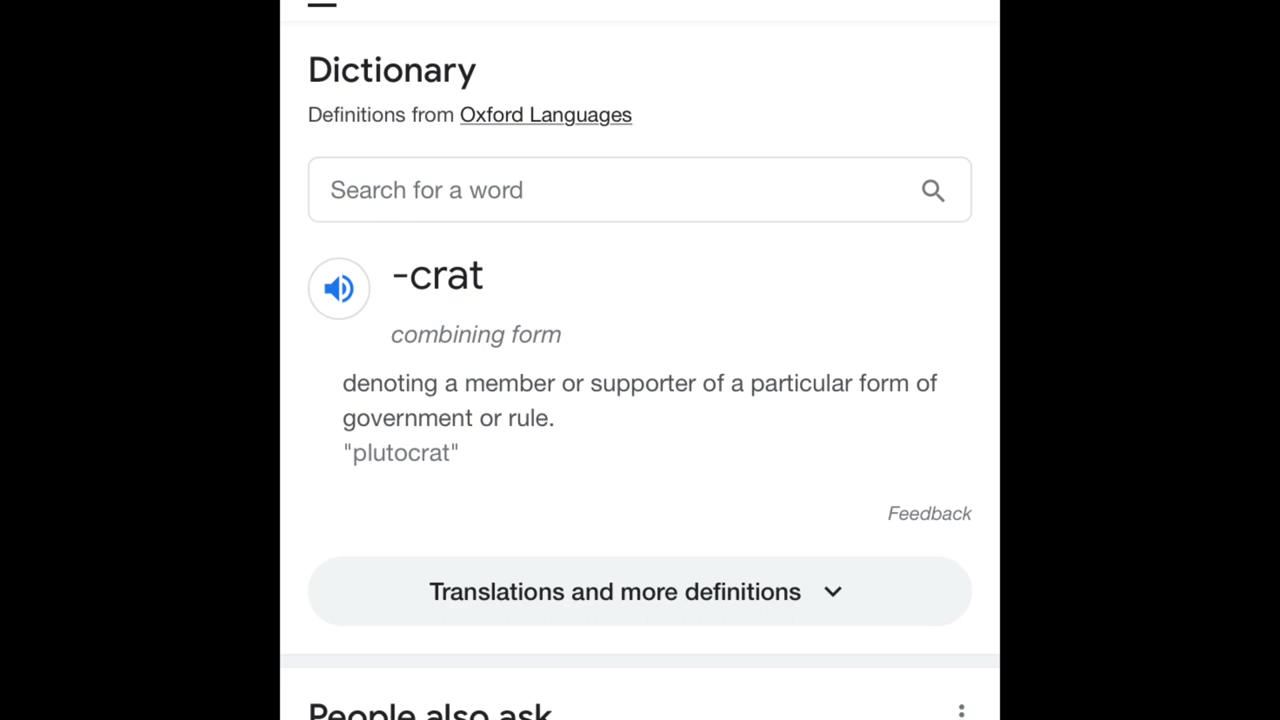 Dictionary
Definitions from Oxford Languages
Search for a word
-crat
combining form
denoting a member or supporter of a particular form of
government or rule.
"plutocrat"
Feedback
Translations and more definitions
People also ask